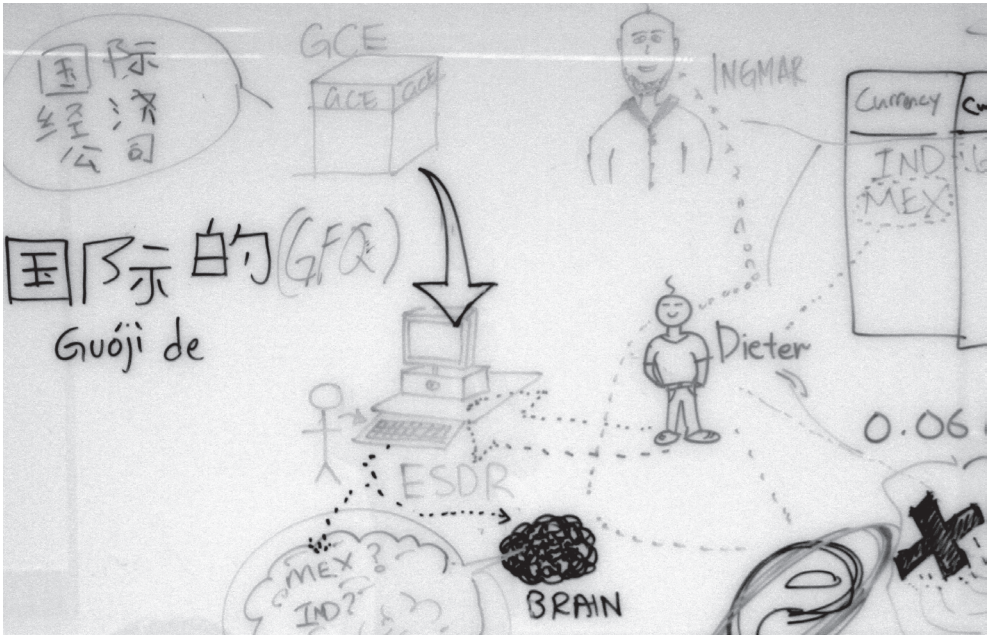 国际
经济
公司
GCE
GCE
GCE
INGMAR
Currency
IND
MEX
国际的 (GFQ)
Guóji de
Dieter
0.06
ESDR
MEX?
IND?
BRAIN